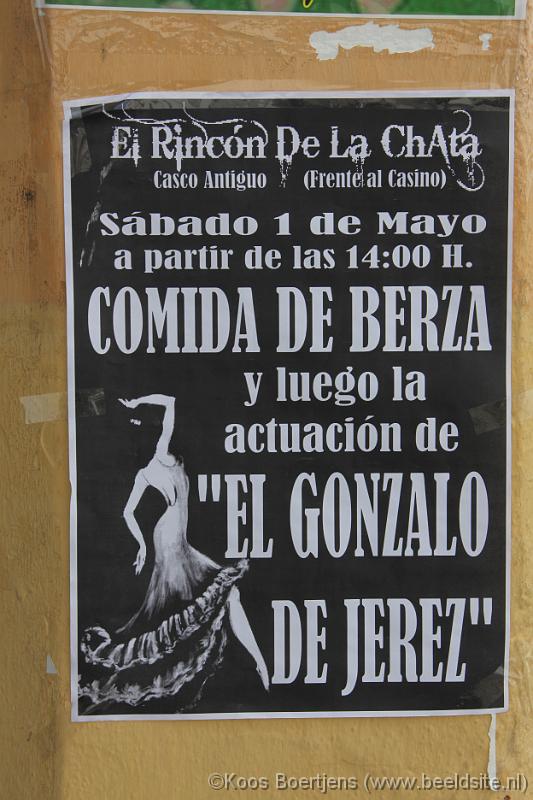 El Rincón De La ChAta
Casco Antiguo (Frente al Casino)
Sábado 1 de Mayo
a partir de las 14:00 H.
COMIDA DE BERZA
y luego la
actuación de
"EL GONZALO
DE JEREZ"
©Koos Boertjens (www.beeldsite.nl)